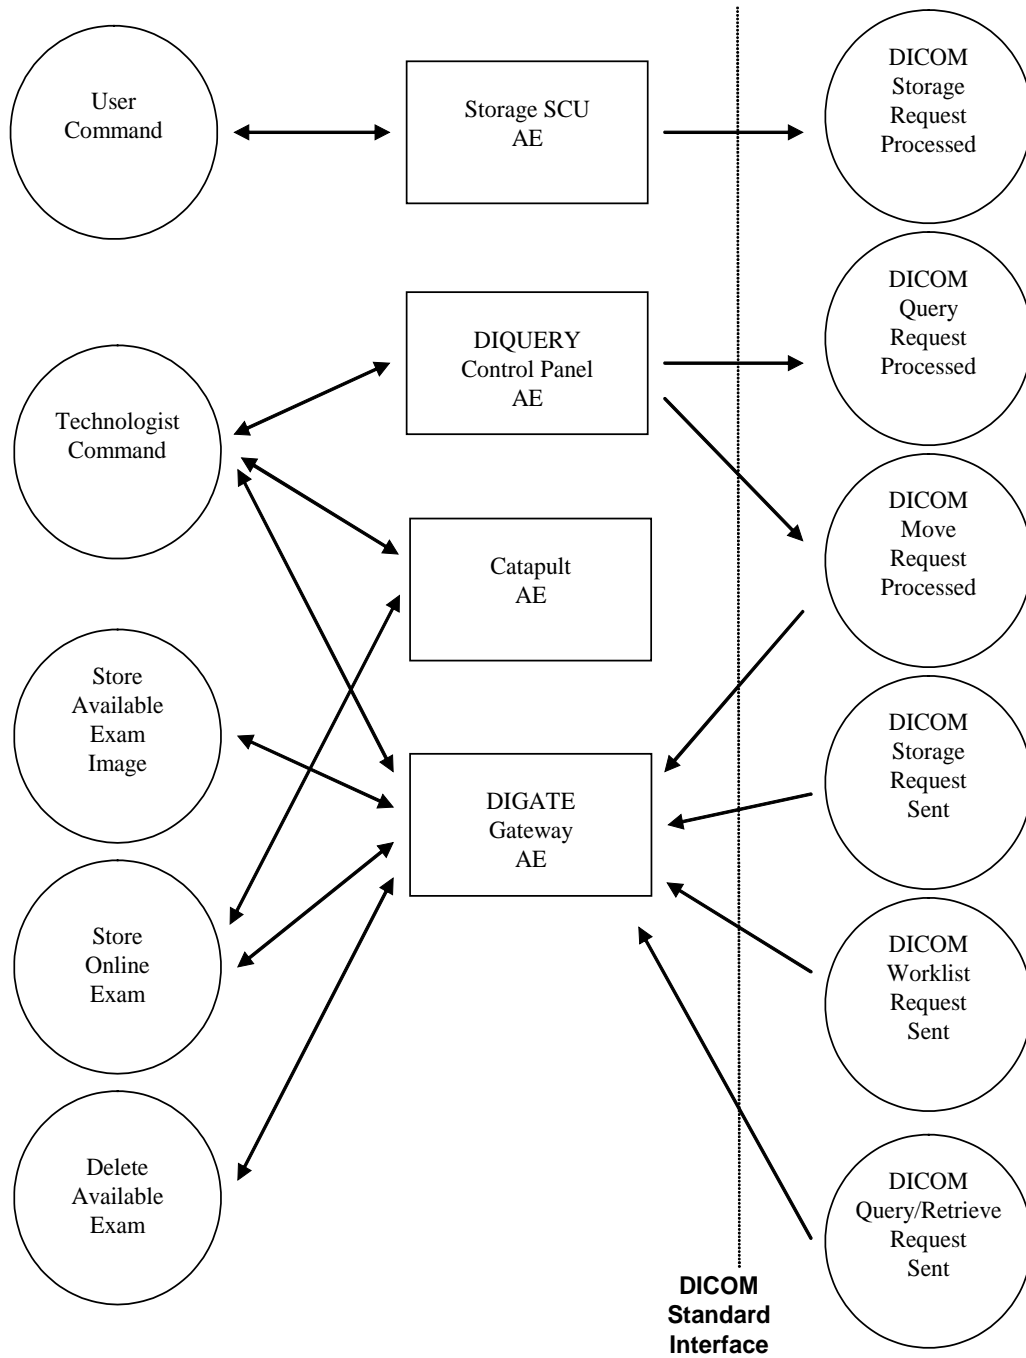 User
Command
Storage SCU
AE
DICOM
Storage
Request
Processed
DIQUERY
Control Panel
AE
DICOM
Query
Request
Processed
Technologist
Command
Catapult
AE
DICOM
Move
Request
Processed
Store
Available
Exam
Image
DIGATE
Gateway
AE
DICOM
Storage
Request
Sent
Store
Online
Exam
DICOM
Worklist
Request
Sent
Delete
Available
Exam
DICOM
Query/Retrieve
Request
Sent
DICOM
Standard
Interface